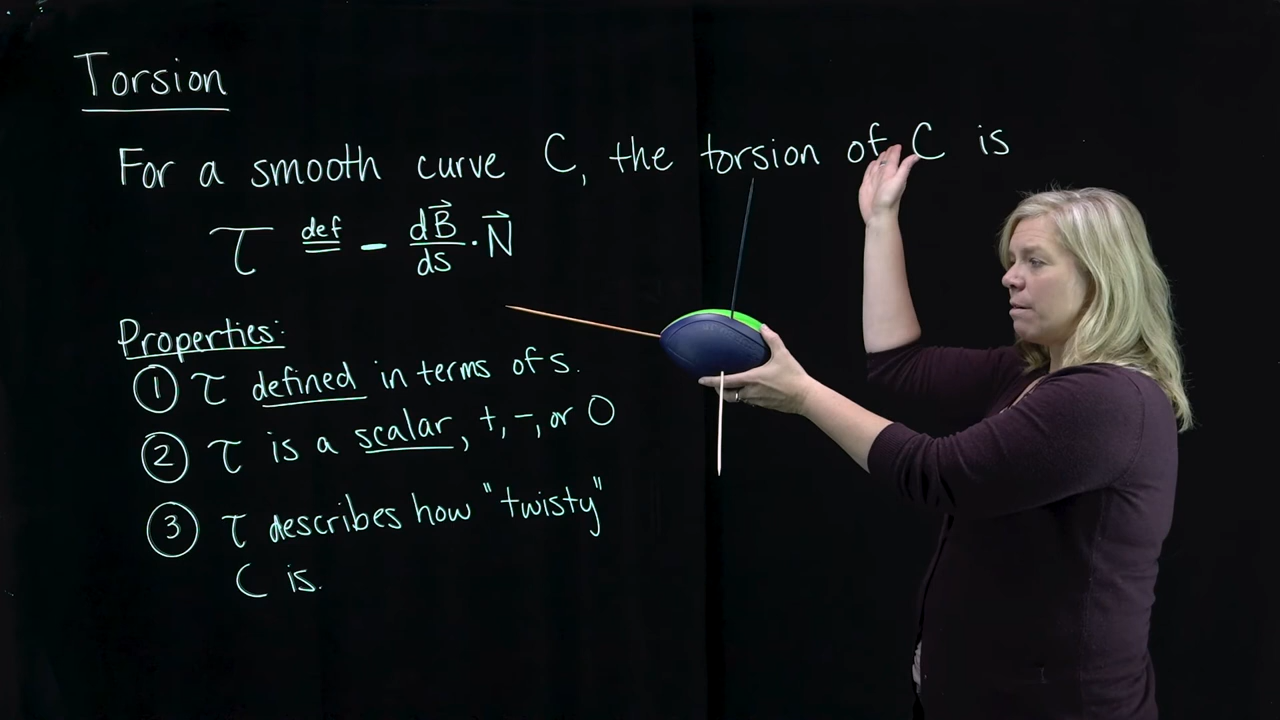 Torsion
For a smooth curve C, the torsion of C is
τ def= - dB⃗/ds · N⃗
Properties:
① τ defined in terms of s.
② τ is a scalar, +, -, or 0
③ τ describes how "twisty"
C is.